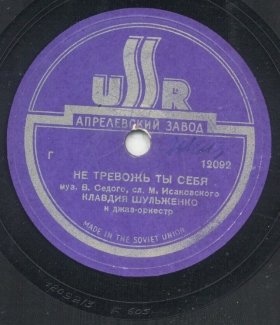 USSR
АПРЕЛЕВСКИЙ ЗАВОД
Г 12092
НЕ ТРЕВОЖЬ ТЫ СЕБЯ
муз. В. Седого, сл. М. Исаковского
КЛАВДИЯ ШУЛЬЖЕНКО
и джаз-оркестр
MADE IN THE SOVIET UNION